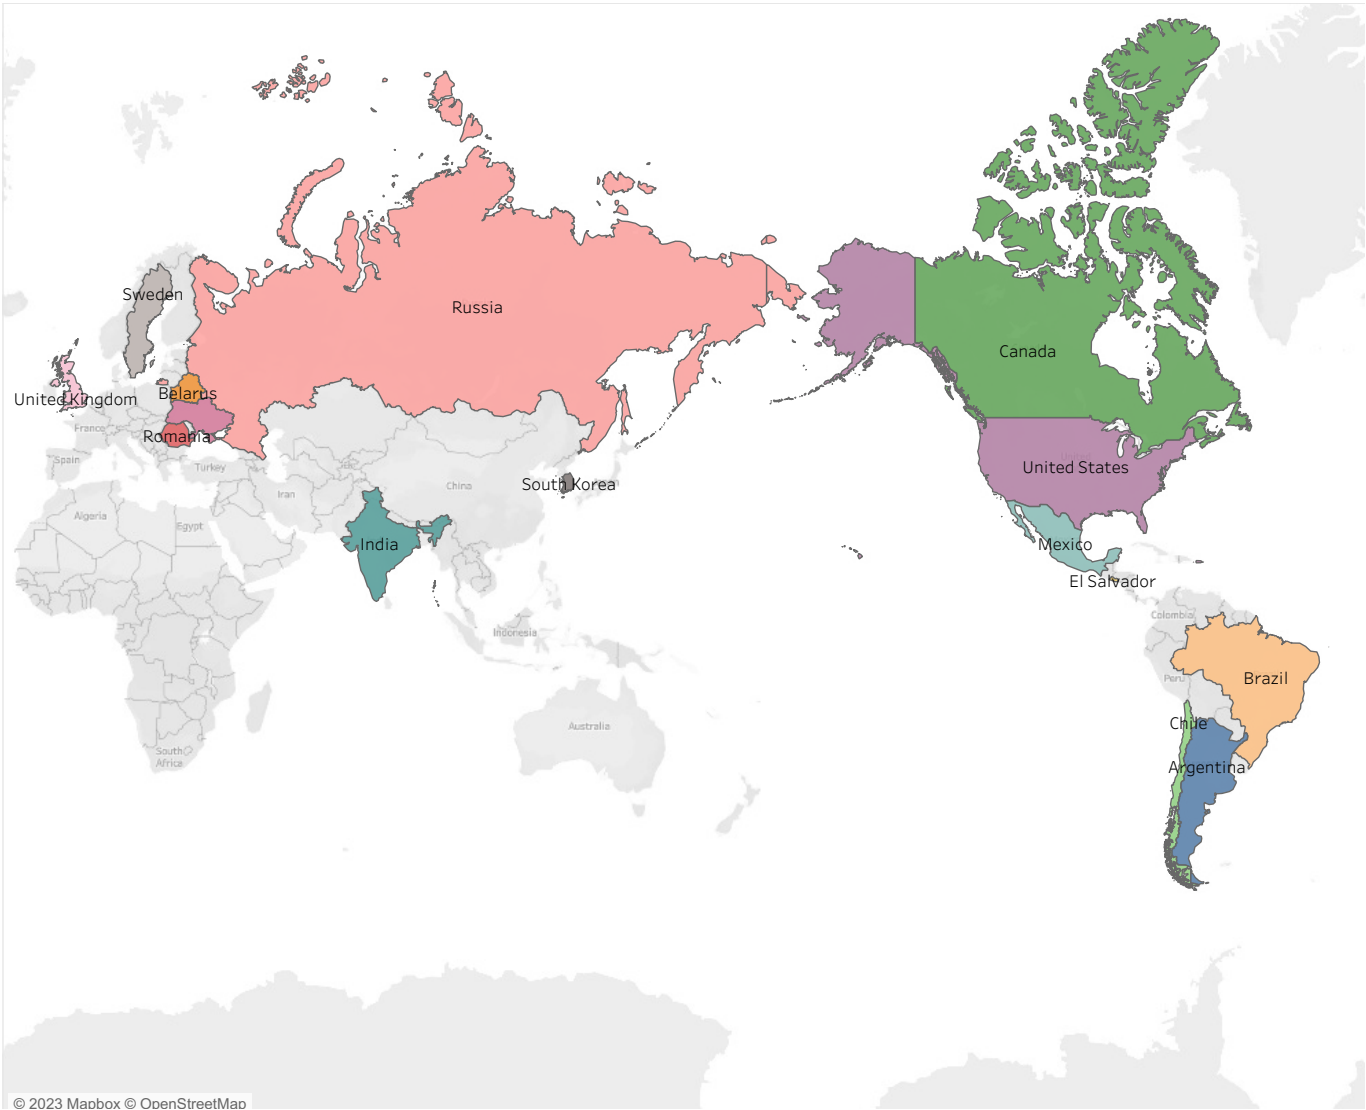 Sweden
Russia
Canada
United Kingdom
Belarus
France
Romania
Spain
Turkey
United States
Iran
China
South Korea
Algeria
Egypt
India
Mexico
El Salvador
Colombia
Indonesia
Peru
Brazil
Chile
Australia
South
Africa
Argentina
© 2023 Mapbox © OpenStreetMap